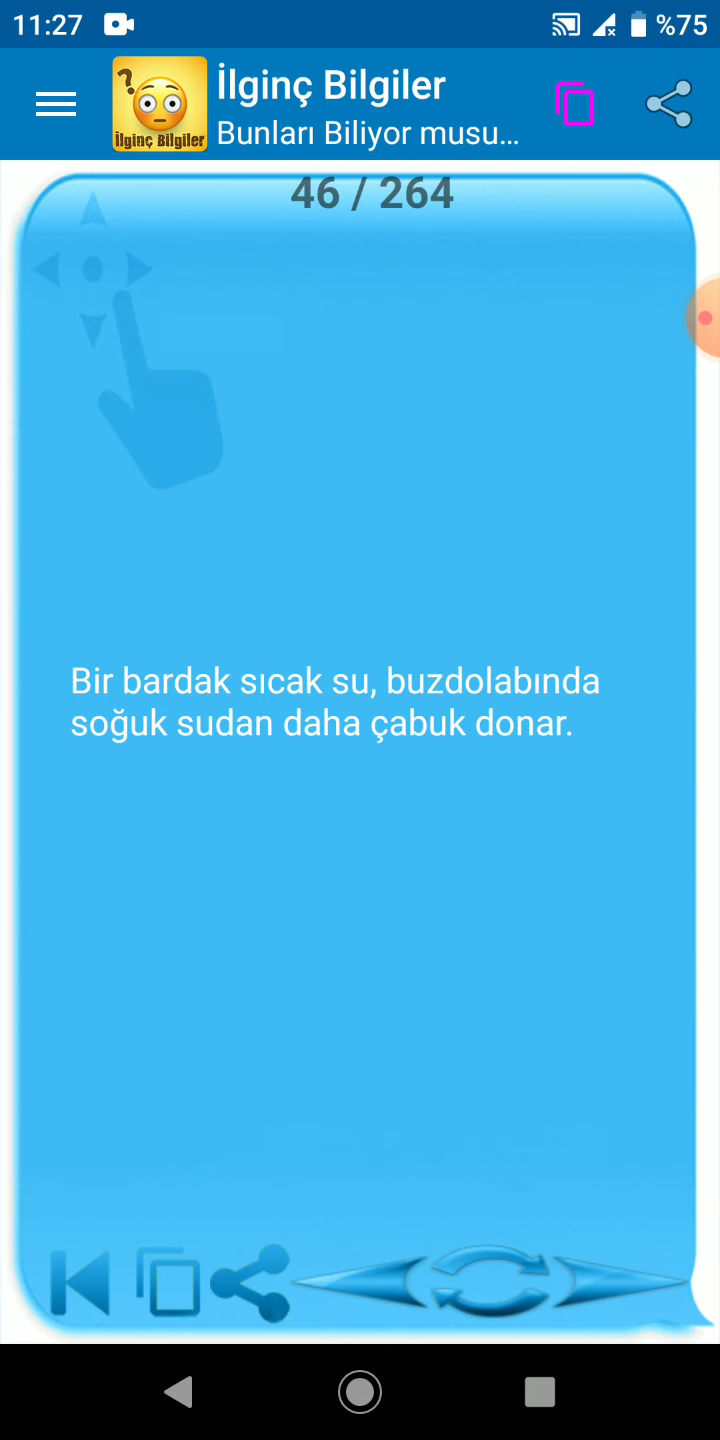 11:27
%75
İlginç Bilgiler
Bunları Biliyor musu...
?
İlginç Bilgiler
46 / 264
Bir bardak sıcak su, buzdolabında
soğuk sudan daha çabuk donar.